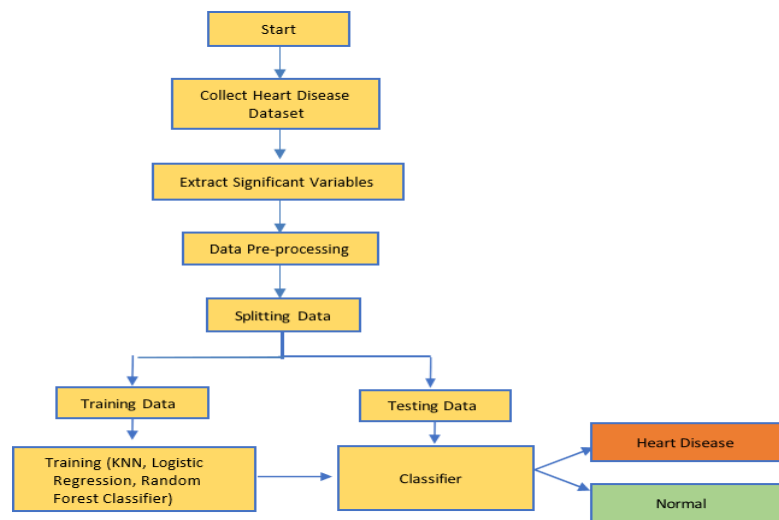 Start
Collect Heart Disease
Dataset
Extract Significant Variables
Data Pre-processing
Splitting Data
Training Data
Testing Data
Training (KNN, Logistic
Regression, Random
Forest Classifier)
Classifier
Heart Disease
Normal